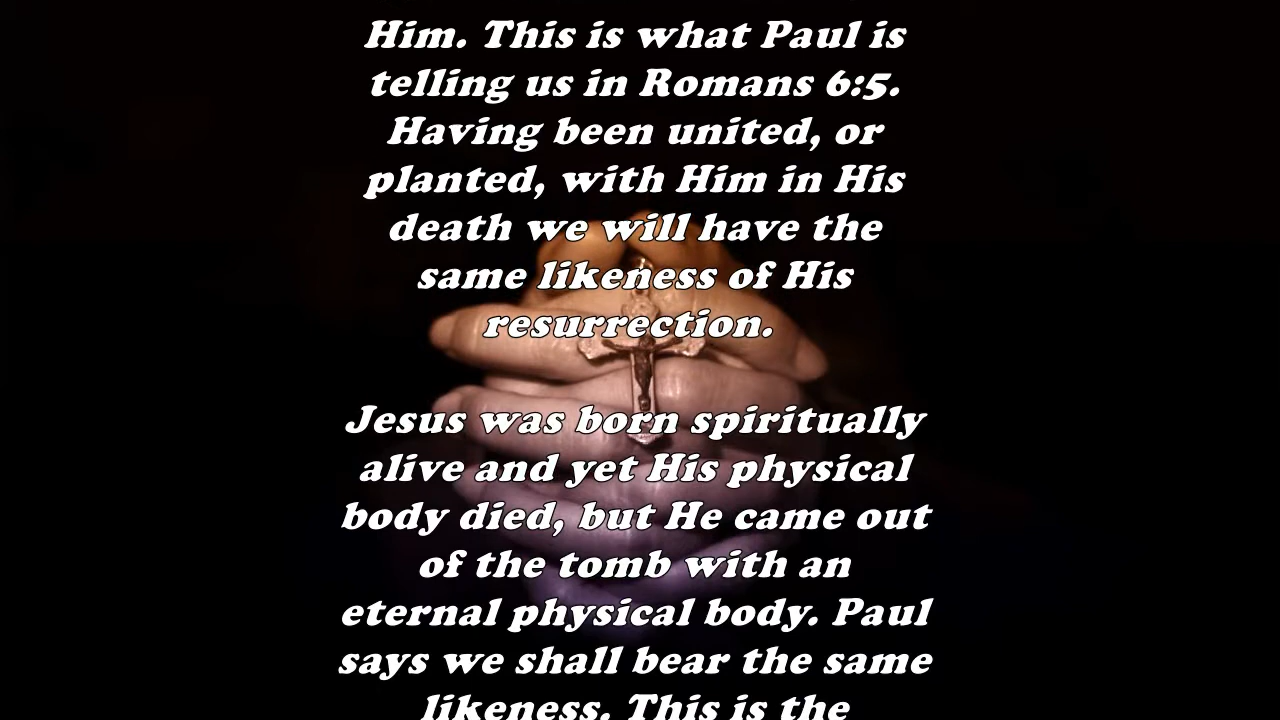 Him. This is what Paul is
telling us in Romans 6:5.
Having been united, or
planted, with Him in His
death we will have the
same likeness of His
resurrection.
Jesus was born spiritually
alive and yet His physical
body died, but He came out
of the tomb with an
eternal physical body. Paul
says we shall bear the same
likeness. This is the